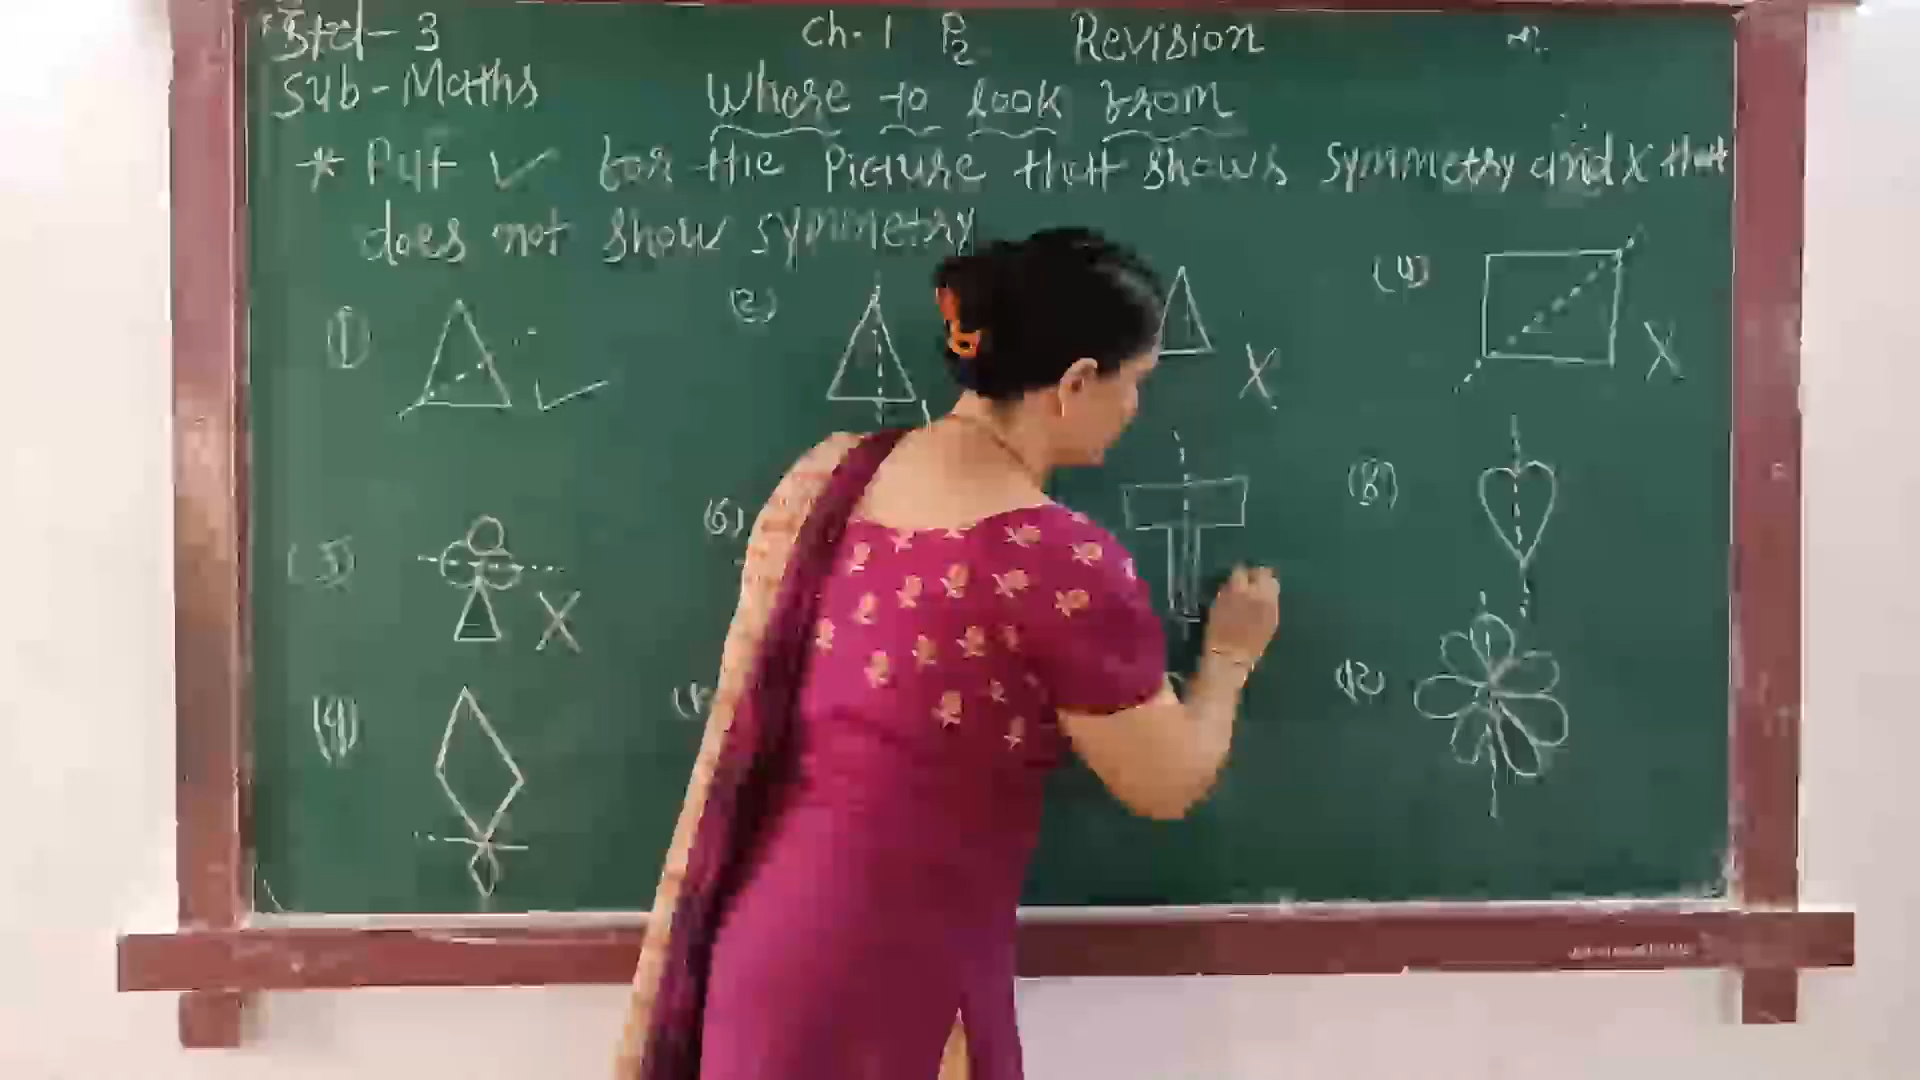 Std - 3 Ch. 1 P2 Revision
Sub - Maths Where to look from
* Put ✓ for the Picture that shows symmetry and X that
does not show symmetry
① ✓ (2) X (4) X
(5) X (6) (8)
(9) (12)